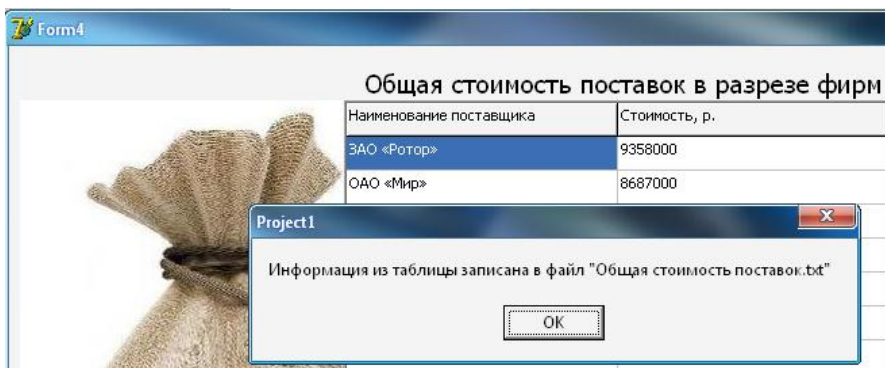 Form4
Общая стоимость поставок в разрезе фирм
Наименование поставщика Стоимость, р.
ЗАО «Ротор» 9358000
ОАО «Мир» 8687000
Project1
Информация из таблицы записана в файл "Общая стоимость поставок.txt"
OK